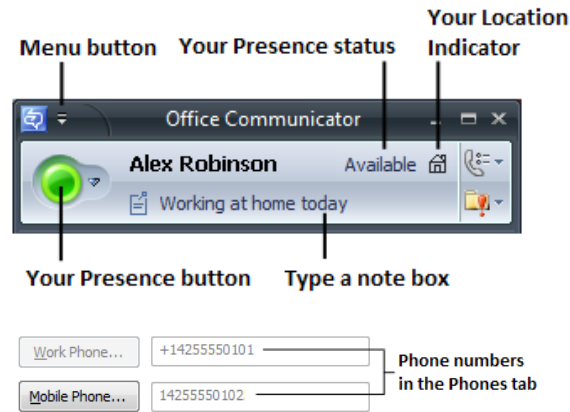 Your Location
Menu button Your Presence status Indicator
Office Communicator
Alex Robinson Available
Working at home today
Your Presence button Type a note box
Work Phone... +14255550101
Phone numbers
in the Phones tab
Mobile Phone... 14255550102